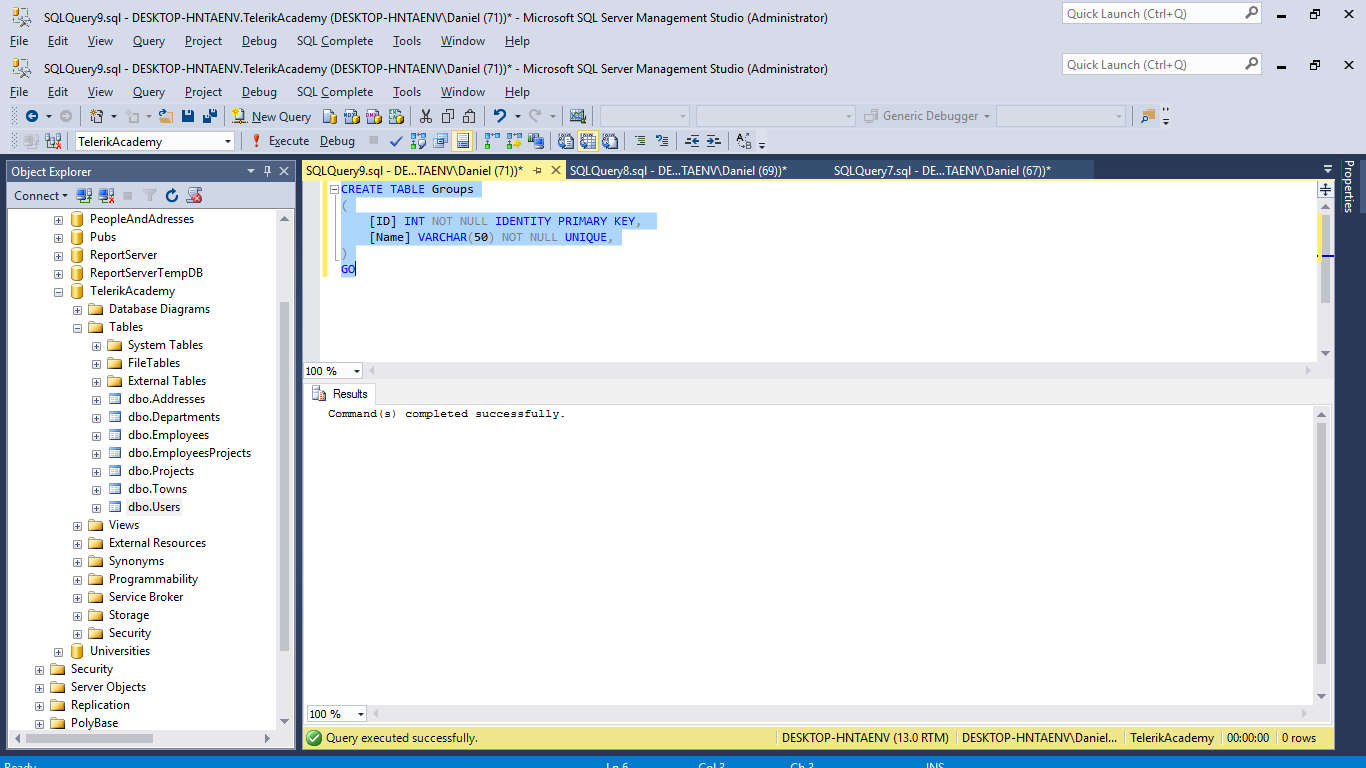 SQLQuery9.sql - DESKTOP-HNTAENV.TelerikAcademy (DESKTOP-HNTAENV\Daniel (71))* - Microsoft SQL Server Management Studio (Administrator)
Quick Launch (Ctrl+Q)
File Edit View Query Project Debug SQL Complete Tools Window Help
SQLQuery9.sql - DESKTOP-HNTAENV.TelerikAcademy (DESKTOP-HNTAENV\Daniel (71))* - Microsoft SQL Server Management Studio (Administrator)
Quick Launch (Ctrl+Q)
File Edit View Query Project Debug SQL Complete Tools Window Help
New Query Generic Debugger
TelerikAcademy Execute Debug
Object Explorer
Connect
PeopleAndAdresses
Pubs
ReportServer
ReportServerTempDB
TelerikAcademy
Database Diagrams
Tables
System Tables
FileTables
External Tables
dbo.Addresses
dbo.Departments
dbo.Employees
dbo.EmployeesProjects
dbo.Projects
dbo.Towns
dbo.Users
Views
External Resources
Synonyms
Programmability
Service Broker
Storage
Security
Universities
Security
Server Objects
Replication
PolyBase
SQLQuery9.sql - DE...TAENV\Daniel (71))* SQLQuery8.sql - DE...TAENV\Daniel (69))* SQLQuery7.sql - DE...TAENV\Daniel (67))*
CREATE TABLE Groups
(
[ID] INT NOT NULL IDENTITY PRIMARY KEY,
[Name] VARCHAR(50) NOT NULL UNIQUE,
)
GO
100 %
Results
Command(s) completed successfully.
100 %
Query executed successfully. DESKTOP-HNTAENV (13.0 RTM) DESKTOP-HNTAENV\Daniel... TelerikAcademy 00:00:00 0 rows
Properties
Ready Ln 6 Col 3 Ch 3 INS